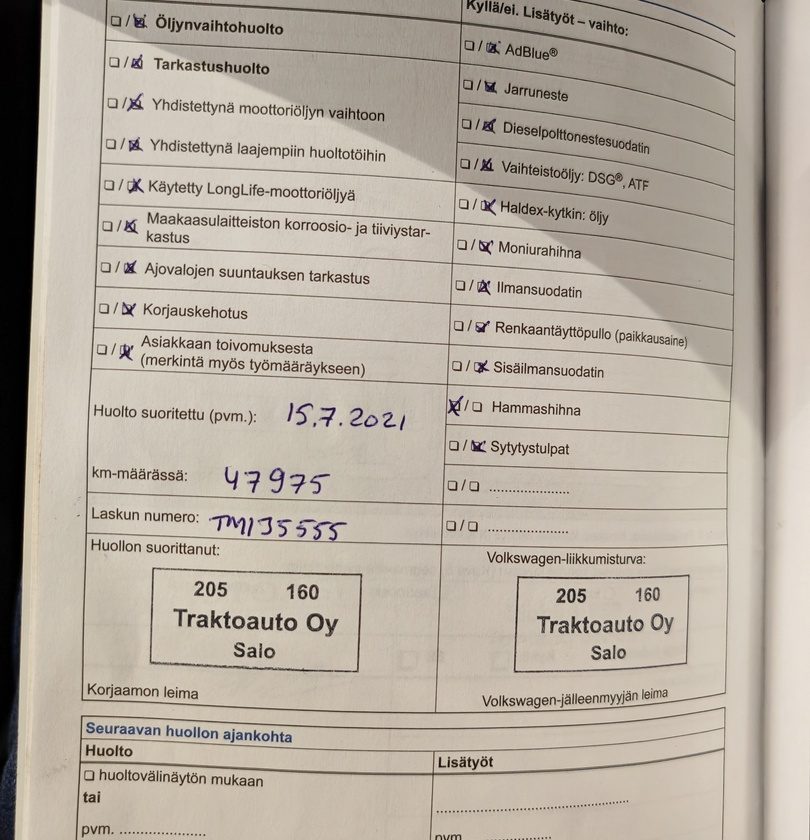 Kyllä/ei. Lisätyöt – vaihto:
❏ / ☒ Öljynvaihtohuolto
❏ / ☒ Tarkastushuolto
❏ / ☒ Yhdistettynä moottoriöljyn vaihtoon
❏ / ☒ Yhdistettynä laajempiin huoltotöihin
❏ / ☒ Käytetty LongLife-moottoriöljyä
❏ / ☒ Maakaasulaitteiston korroosio- ja tiiviystar-
kastus
❏ / ☒ Ajovalojen suuntauksen tarkastus
❏ / ☒ Korjauskehotus
❏ / ☒ Asiakkaan toivomuksesta
(merkintä myös työmääräykseen)
❏ / ☒ AdBlue®
❏ / ☒ Jarruneste
❏ / ☒ Dieselpolttonestesuodatin
❏ / ☒ Vaihteistoöljy: DSG®, ATF
❏ / ☒ Haldex-kytkin: öljy
❏ / ☒ Moniurahihna
❏ / ☒ Ilmansuodatin
❏ / ☒ Renkaantäyttöpullo (paikkausaine)
❏ / ☒ Sisäilmansuodatin
☒ / ❏ Hammashihna
❏ / ☒ Sytytystulpat
❏ / ❏ ......................
❏ / ❏ ......................
Huolto suoritettu (pvm.): 15.7.2021
km-määrässä: 47975
Laskun numero: TM135555
Huollon suorittanut:
205 160
Traktoauto Oy
Salo
Korjaamon leima
Volkswagen-liikkumisturva:
205 160
Traktoauto Oy
Salo
Volkswagen-jälleenmyyjän leima
Seuraavan huollon ajankohta
Huolto
❏ huoltovälinäytön mukaan
tai
pvm. ......................
Lisätyöt
..................................................
pvm ......................